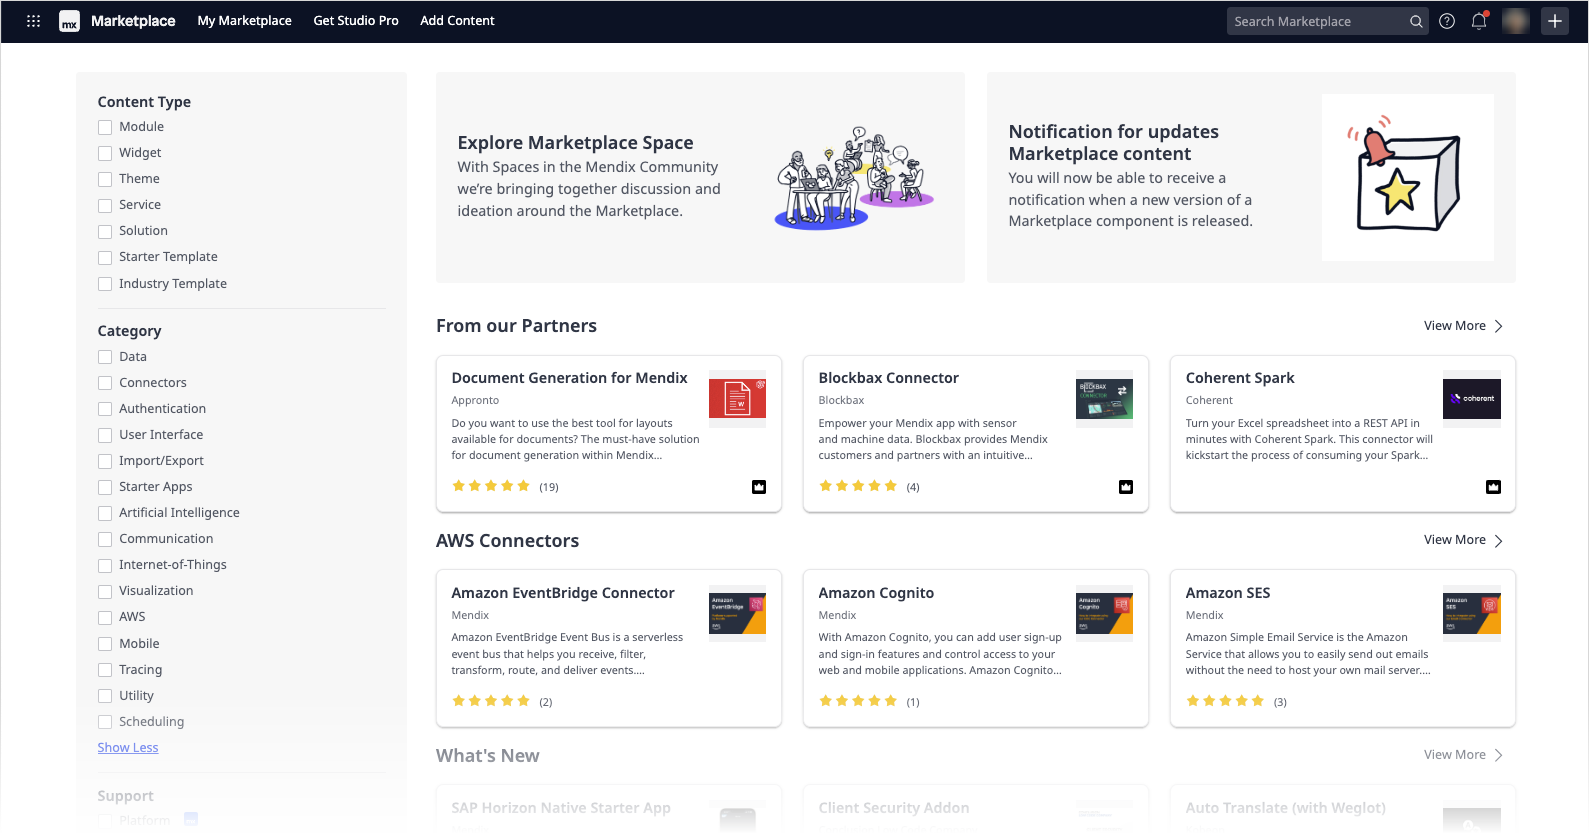 mx Marketplace My Marketplace Get Studio Pro Add Content Search Marketplace
Content Type
Module
Widget
Theme
Service
Solution
Starter Template
Industry Template
Category
Data
Connectors
Authentication
User Interface
Import/Export
Starter Apps
Artificial Intelligence
Communication
Internet-of-Things
Visualization
AWS
Mobile
Tracing
Utility
Scheduling
Show Less
Support
Platform
Explore Marketplace Space
With Spaces in the Mendix Community
we're bringing together discussion and
ideation around the Marketplace.
Notification for updates
Marketplace content
You will now be able to receive a
notification when a new version of a
Marketplace component is released.
From our Partners
View More
Document Generation for Mendix
Appronto
Do you want to use the best tool for layouts
available for documents? The must-have solution
for document generation within Mendix...
(19)
W
Blockbax Connector
Blockbax
Empower your Mendix app with sensor
and machine data. Blockbax provides Mendix
customers and partners with an intuitive...
(4)
BLOCKBAX
CONNECTOR
Coherent Spark
Coherent
Turn your Excel spreadsheet into a REST API in
minutes with Coherent Spark. This connector will
kickstart the process of consuming your Spark...
coherent
AWS Connectors
View More
Amazon EventBridge Connector
Mendix
Amazon EventBridge Event Bus is a serverless
event bus that helps you receive, filter,
transform, route, and deliver events....
(2)
Amazon
EventBridge
aws
Amazon Cognito
Mendix
With Amazon Cognito, you can add user sign-up
and sign-in features and control access to your
web and mobile applications. Amazon Cognito...
(1)
Amazon
Cognito
aws
Amazon SES
Mendix
Amazon Simple Email Service is the Amazon
Service that allows you to easily send out emails
without the need to host your own mail server....
(3)
Amazon
SES
aws
What's New
View More
SAP Horizon Native Starter App
Mendix
Client Security Addon
Auto Translate (with Weglot)